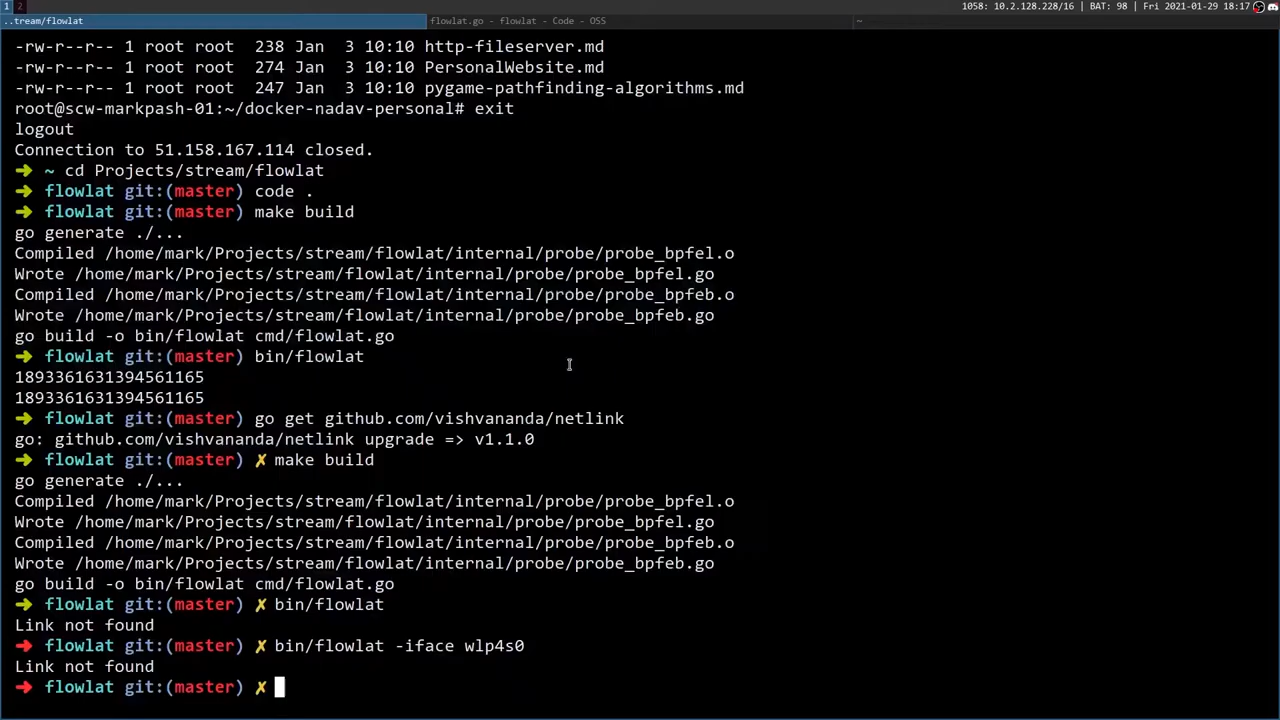 1 2 1058: 10.2.128.228/16 | BAT: 98 | Fri 2021-01-29 18:17
..tream/flowlat flowlat.go - flowlat - Code - OSS ~
-rw-r--r-- 1 root root 238 Jan 3 10:10 http-fileserver.md
-rw-r--r-- 1 root root 274 Jan 3 10:10 PersonalWebsite.md
-rw-r--r-- 1 root root 247 Jan 3 10:10 pygame-pathfinding-algorithms.md
root@scw-markpash-01:~/docker-nadav-personal# exit
logout
Connection to 51.158.167.114 closed.
➜ ~ cd Projects/stream/flowlat
➜ flowlat git:(master) code .
➜ flowlat git:(master) make build
go generate ./...
Compiled /home/mark/Projects/stream/flowlat/internal/probe/probe_bpfel.o
Wrote /home/mark/Projects/stream/flowlat/internal/probe/probe_bpfel.go
Compiled /home/mark/Projects/stream/flowlat/internal/probe/probe_bpfeb.o
Wrote /home/mark/Projects/stream/flowlat/internal/probe/probe_bpfeb.go
go build -o bin/flowlat cmd/flowlat.go
➜ flowlat git:(master) bin/flowlat
1893361631394561165
1893361631394561165
➜ flowlat git:(master) go get github.com/vishvananda/netlink
go: github.com/vishvananda/netlink upgrade => v1.1.0
➜ flowlat git:(master) ✗ make build
go generate ./...
Compiled /home/mark/Projects/stream/flowlat/internal/probe/probe_bpfel.o
Wrote /home/mark/Projects/stream/flowlat/internal/probe/probe_bpfel.go
Compiled /home/mark/Projects/stream/flowlat/internal/probe/probe_bpfeb.o
Wrote /home/mark/Projects/stream/flowlat/internal/probe/probe_bpfeb.go
go build -o bin/flowlat cmd/flowlat.go
➜ flowlat git:(master) ✗ bin/flowlat
Link not found
➜ flowlat git:(master) ✗ bin/flowlat -iface wlp4s0
Link not found
➜ flowlat git:(master) ✗